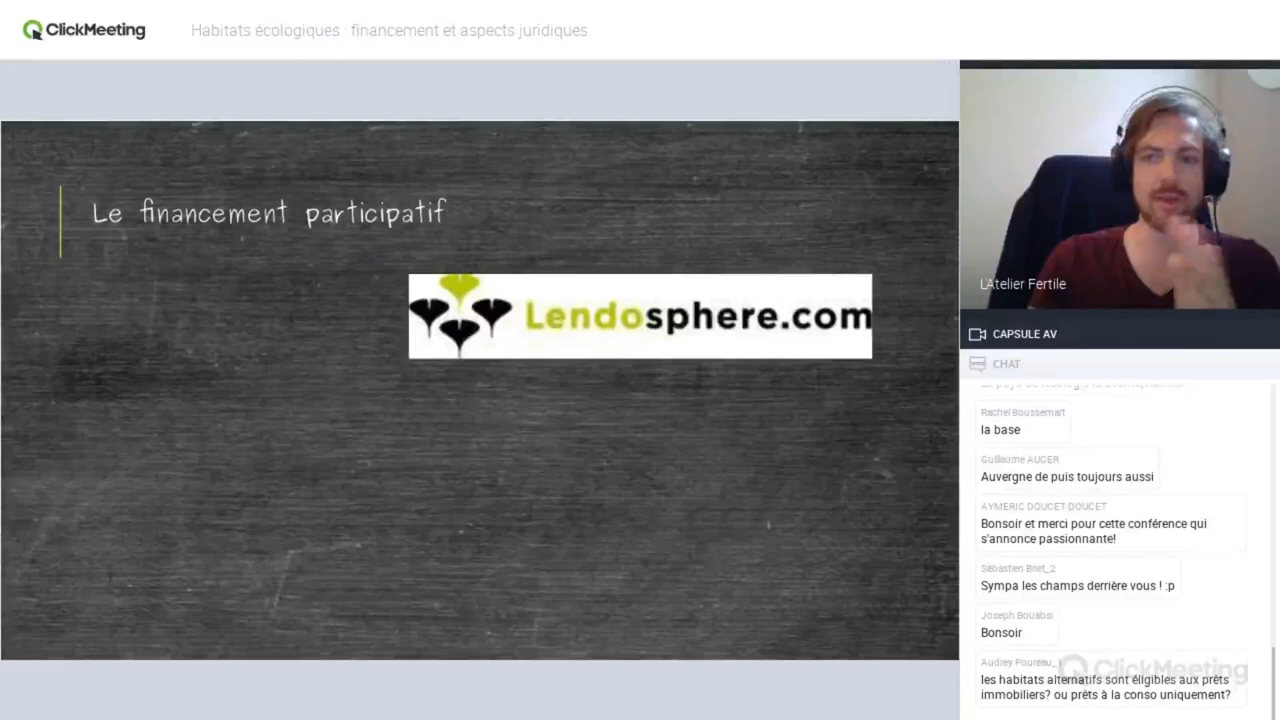 ClickMeeting
Habitats écologiques : financement et aspects juridiques
Le financement participatif
Lendosphere.com
L'Atelier Fertile
CAPSULE AV
CHAT
Rachel Boussemart
la base
Guillaume AUGER
Auvergne de puis toujours aussi
AYMERIC DOUCET DOUCET
Bonsoir et merci pour cette conférence qui
s'annonce passionnante!
Sébastien Briet_2
Sympa les champs derrière vous ! :p
Joseph Bouabsi
Bonsoir
Audrey Poureau_
ClickMeeting
les habitats alternatifs sont éligibles aux prêts
immobiliers? ou prêts à la conso uniquement?